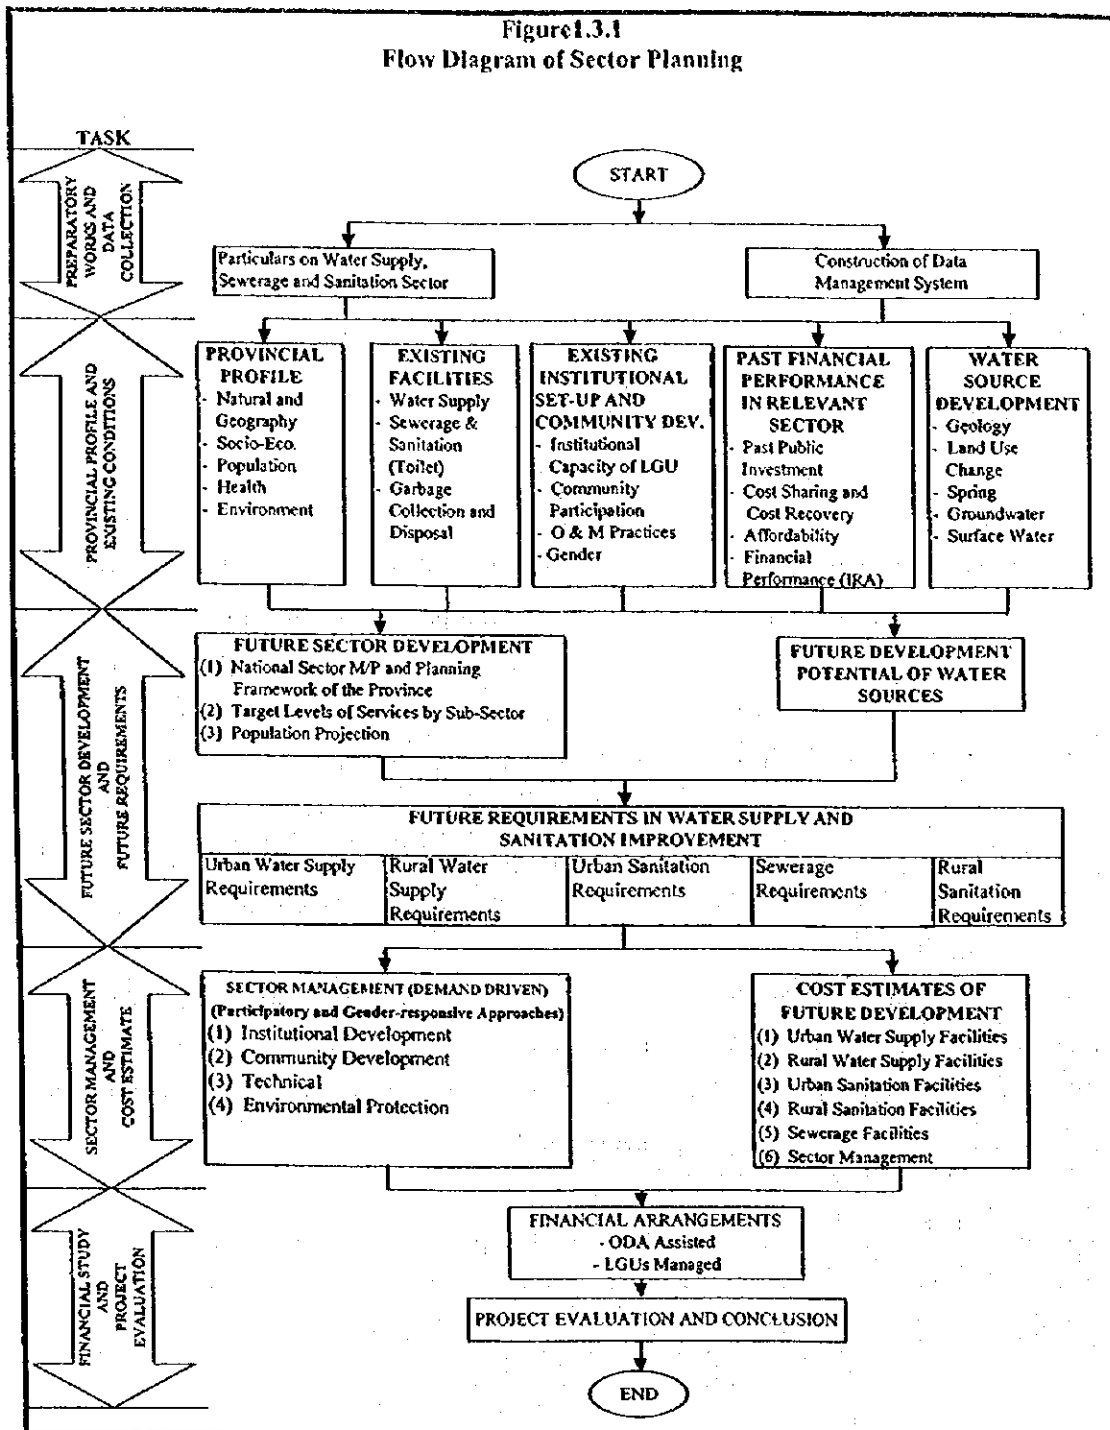 Figure1.3.1
Flow Diagram of Sector Planning
TASK
PREPARATORY
WORKS AND
DATA
COLLECTION
START
Particulars on Water Supply,
Sewerage and Sanitation Sector
Construction of Data
Management System
PROVINCIAL PROFILE AND
EXISTING CONDITIONS
PROVINCIAL
PROFILE
- Natural and
Geography
- Socio-Eco.
- Population
- Health
- Environment
EXISTING
FACILITIES
- Water Supply
- Sewerage &
Sanitation
(Toilet)
- Garbage
Collection and
Disposal
EXISTING
INSTITUTIONAL
SET-UP AND
COMMUNITY DEV.
- Institutional
Capacity of LGU
- Community
Participation
- O & M Practices
- Gender
PAST FINANCIAL
PERFORMANCE
IN RELEVANT
SECTOR
- Past Public
Investment
- Cost Sharing and
Cost Recovery
- Affordability
- Financial
Performance (IRA)
WATER
SOURCE
DEVELOPMENT
- Geology
- Land Use
Change
- Spring
- Groundwater
- Surface Water
FUTURE SECTOR DEVELOPMENT
AND
FUTURE REQUIREMENTS
FUTURE SECTOR DEVELOPMENT
(1) National Sector M/P and Planning
Framework of the Province
(2) Target Levels of Services by Sub-Sector
(3) Population Projection
FUTURE DEVELOPMENT
POTENTIAL OF WATER
SOURCES
FUTURE REQUIREMENTS IN WATER SUPPLY AND
SANITATION IMPROVEMENT
Urban Water Supply
Requirements
Rural Water
Supply
Requirements
Urban Sanitation
Requirements
Sewerage
Requirements
Rural
Sanitation
Requirements
SECTOR MANAGEMENT
AND
COST ESTIMATE
SECTOR MANAGEMENT (DEMAND DRIVEN)
(Participatory and Gender-responsive Approaches)
(1) Institutional Development
(2) Community Development
(3) Technical
(4) Environmental Protection
COST ESTIMATES OF
FUTURE DEVELOPMENT
(1) Urban Water Supply Facilities
(2) Rural Water Supply Facilities
(3) Urban Sanitation Facilities
(4) Rural Sanitation Facilities
(5) Sewerage Facilities
(6) Sector Management
FINANCIAL STUDY
AND
PROJECT
EVALUATION
FINANCIAL ARRANGEMENTS
- ODA Assisted
- LGUs Managed
PROJECT EVALUATION AND CONCLUSION
END